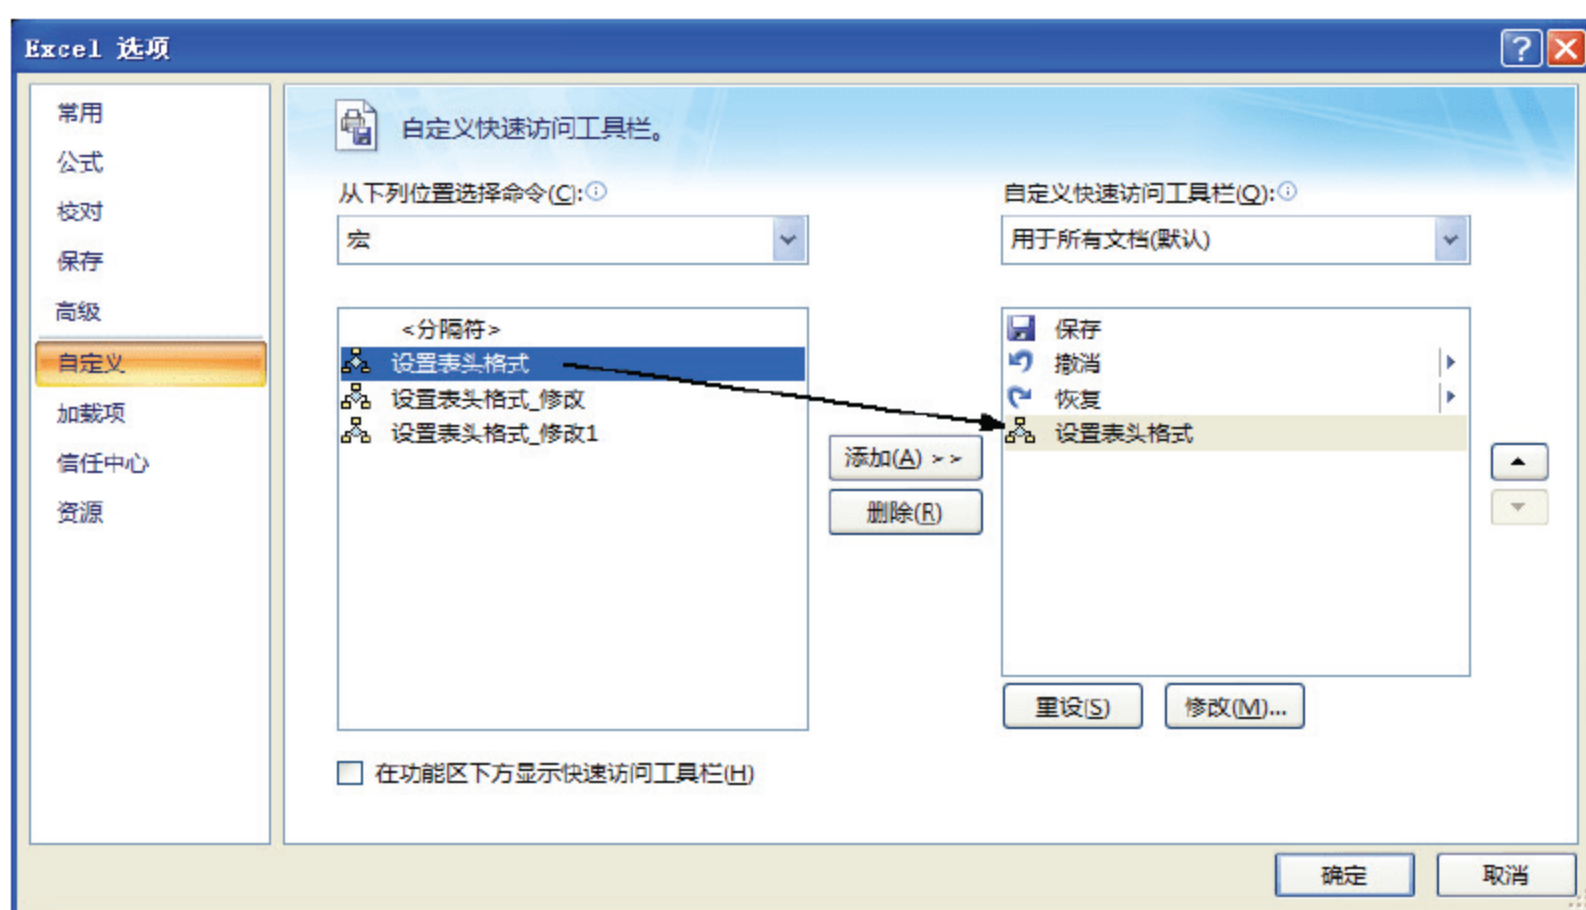 Excel 选项
常用
公式
校对
保存
高级
自定义
加载项
信任中心
资源
自定义快速访问工具栏。
从下列位置选择命令(C):
宏
<分隔符>
设置表头格式
设置表头格式_修改
设置表头格式_修改1
添加(A) >>
删除(R)
自定义快速访问工具栏(Q):
用于所有文档(默认)
保存
撤消
恢复
设置表头格式
重设(S)
修改(M)...
在功能区下方显示快速访问工具栏(H)
确定
取消